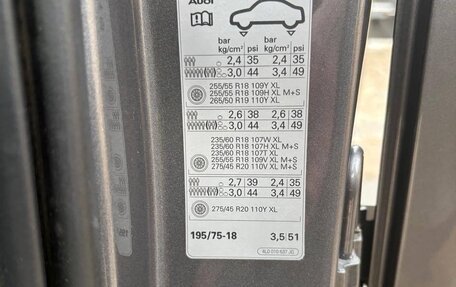 Audi
bar psi bar psi
kg/cm² kg/cm²
2,4 35 2,4 35
3,0 44 3,4 49
255/55 R18 109Y XL
255/55 R18 109H XL M+S
265/50 R19 110Y XL
2,6 38 2,6 38
3,0 44 3,4 49
235/60 R18 107W XL
235/60 R18 107H XL M+S
235/60 R18 107T XL
255/55 R18 109V XL M+S
275/45 R20 110V XL M+S
2,7 39 2,4 35
3,0 44 3,4 49
275/45 R20 110Y XL
195/75-18 3,5 51